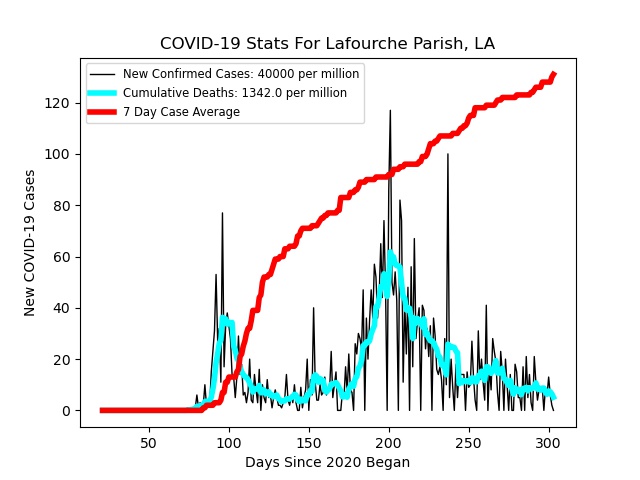 COVID-19 Stats For Lafourche Parish, LA
New Confirmed Cases: 40000 per million
Cumulative Deaths: 1342.0 per million
7 Day Case Average
New COVID-19 Cases
120
100
80
60
40
20
0
50 100 150 200 250 300
Days Since 2020 Began